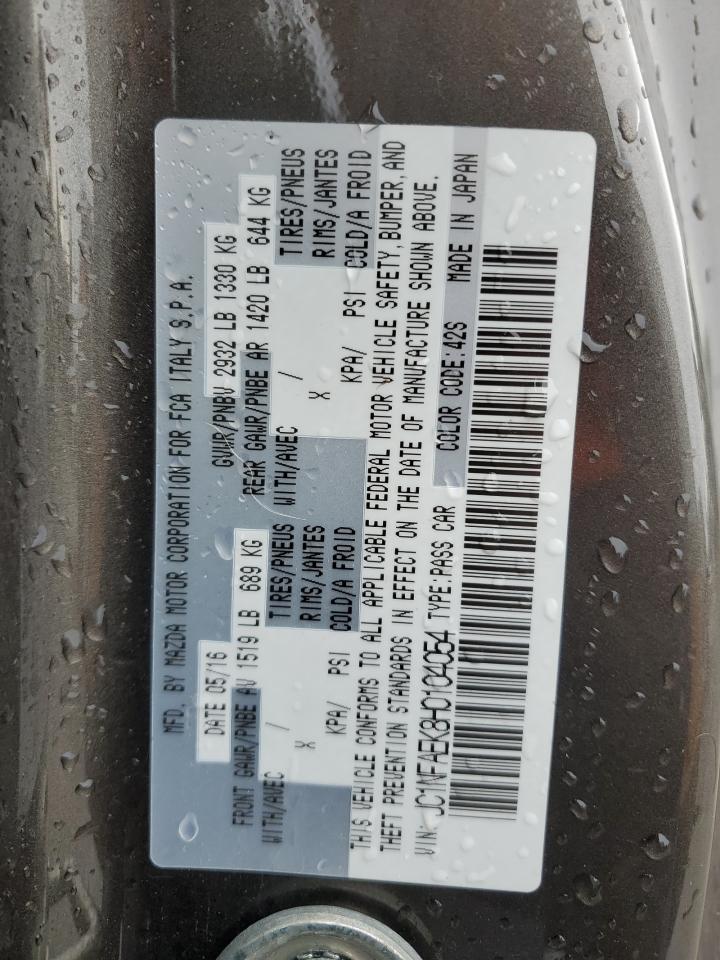 MFD. BY MAZDA MOTOR CORPORATION FOR FCA ITALY S.P.A.
DATE 05/16 GVWR/PNBV 2932 LB 1330 KG
FRONT GAWR/PNBE AV 1519 LB 689 KG REAR GAWR/PNBE AR 1420 LB 644 KG
WITH/AVEC / TIRES/PNEUS WITH/AVEC / TIRES/PNEUS
X RIMS/JANTES X RIMS/JANTES
KPA/ PSI COLD/A FROID KPA/ PSI COLD/A FROID
THIS VEHICLE CONFORMS TO ALL APPLICABLE FEDERAL MOTOR VEHICLE SAFETY, BUMPER, AND
THEFT PREVENTION STANDARDS IN EFFECT ON THE DATE OF MANUFACTURE SHOWN ABOVE.
VIN: JC1NFAEK8H0104054 TYPE:PASS CAR COLOR CODE:42S MADE IN JAPAN